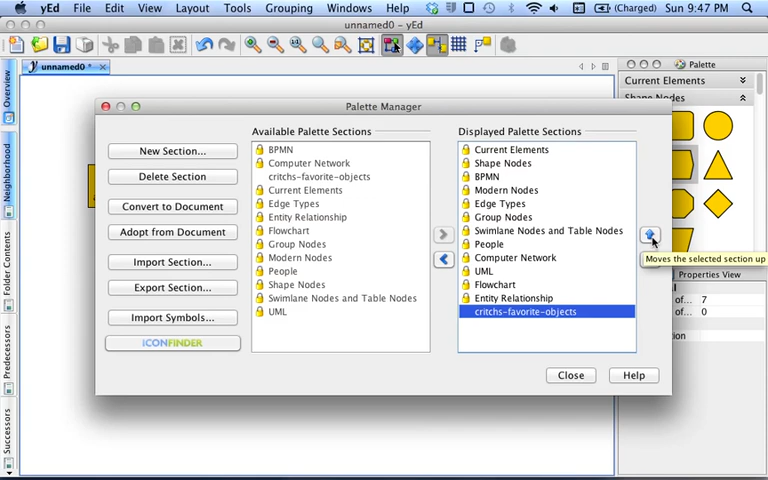 yEd File Edit View Layout Tools Grouping Windows Help (Charged) Sun 9:47 PM
unnamed0 - yEd
unnamed0 *
Palette
Current Elements
Shape Nodes
Overview
Neighborhood
Folder Contents
Predecessors
Successors
Palette Manager
New Section...
Delete Section
Convert to Document
Adopt from Document
Import Section...
Export Section...
Import Symbols...
iCONFINDER
Available Palette Sections
BPMN
Computer Network
critchs-favorite-objects
Current Elements
Edge Types
Entity Relationship
Flowchart
Group Nodes
Modern Nodes
People
Shape Nodes
Swimlane Nodes and Table Nodes
UML
Displayed Palette Sections
Current Elements
Shape Nodes
BPMN
Modern Nodes
Edge Types
Group Nodes
Swimlane Nodes and Table Nodes
People
Computer Network
UML
Flowchart
Entity Relationship
critchs-favorite-objects
Close Help
Moves the selected section up
Properties View
of... 7
of... 0